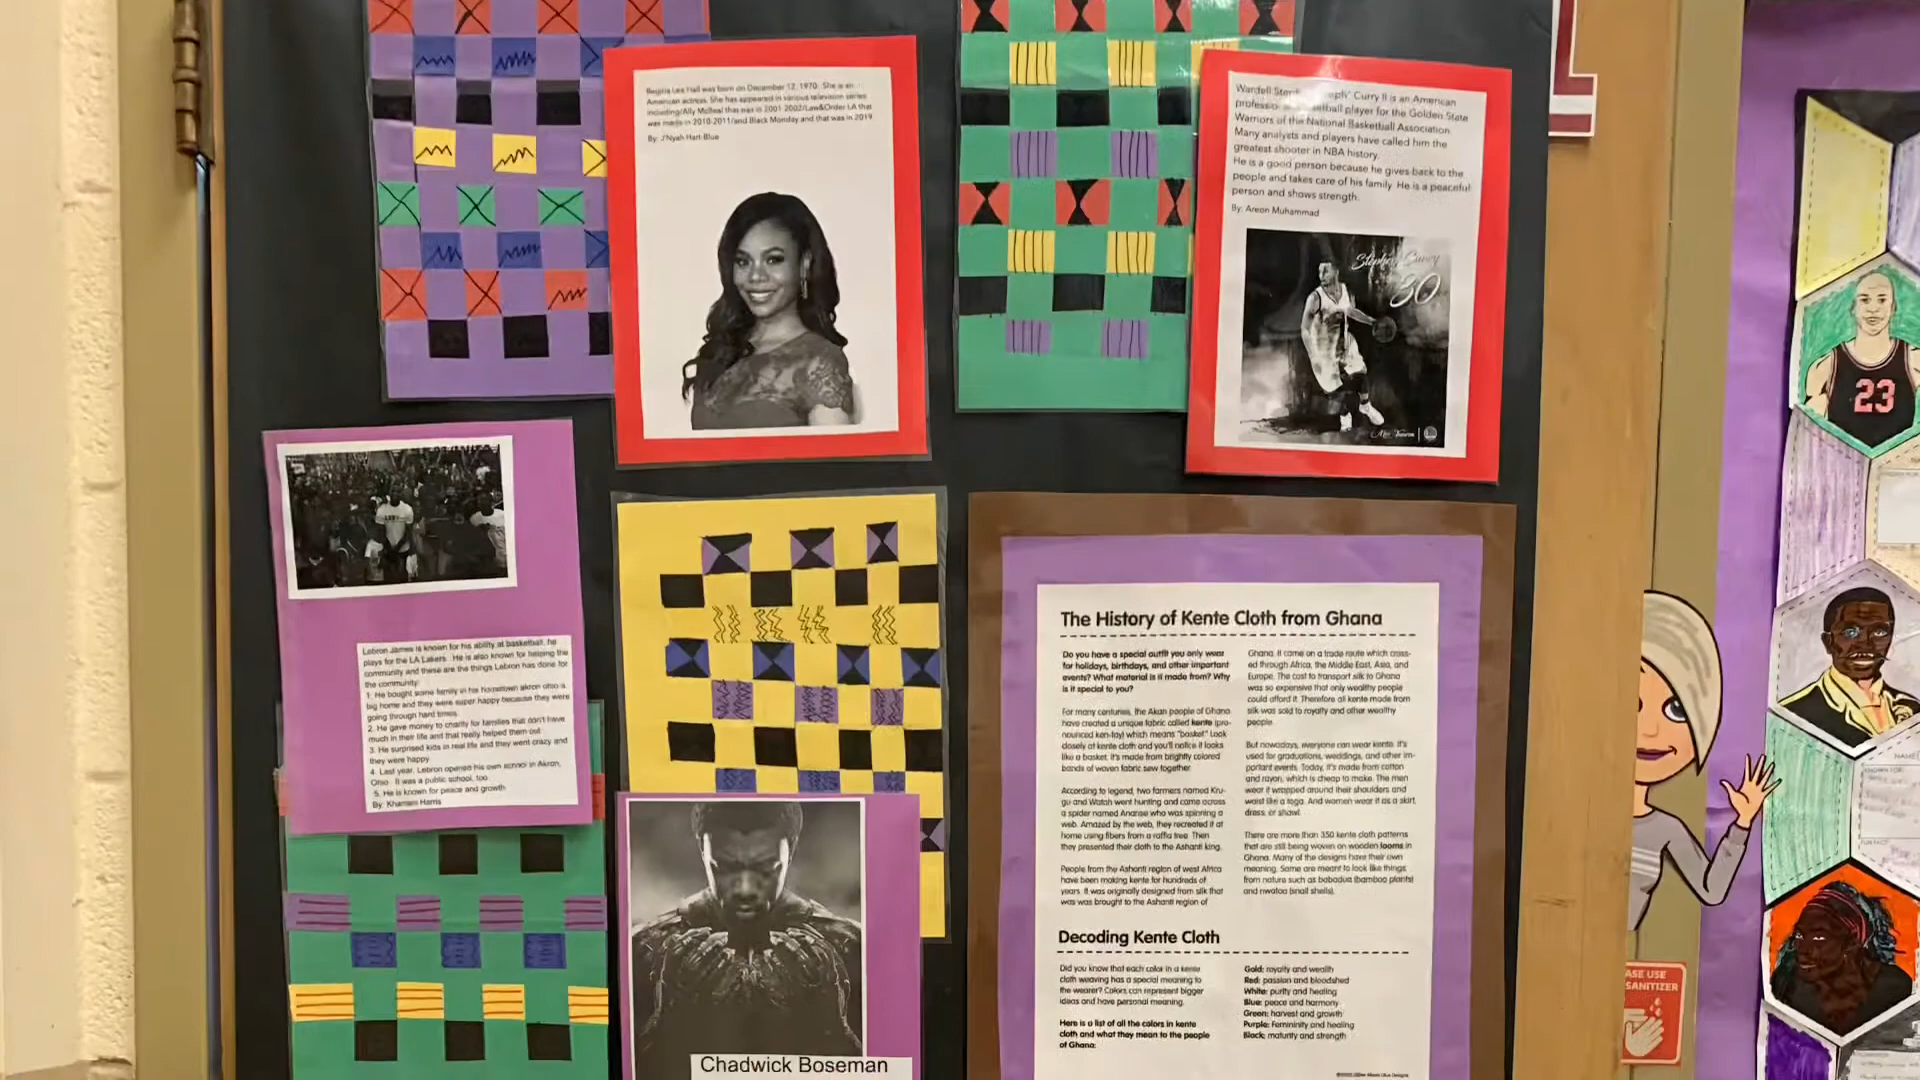 Regina Lee Hall was born on December 12, 1970. She is an
American actress. She has appeared in various television series
including/Ally McBeal that was in 2001-2002/Law&Order LA that
was made in 2010-2011/and Black Monday and that was in 2019
By: J'Nyah Hart-Blue
Wardell Curry II is an American
player for the Golden State
Warriors of the National Basketball Association.
Many analysts and players have called him the
greatest shooter in NBA history.
He is a good person because he gives back to the
people and takes care of his family. He is a peaceful
person and shows strength.
By: Areon Muhammad
Stephen Curry
30
23
Lebron James is known for his ability at basketball, he
plays for the LA Lakers. He is also known for helping the
community and these are the things Lebron has done for
the community.
1. He bought some family in his hometown akron ohio a
big home and they were super happy because they were
going through hard times.
2. He gave money to charity for families that don't have
much in their life and that really helped them out
3. He surprised kids in real life and they went crazy and
they were happy
4. Last year, Lebron opened his own school in Akron,
Ohio. It was a public school, too.
5. He is known for peace and growth
By: Khamani Harris
Chadwick Boseman
The History of Kente Cloth from Ghana
Do you have a special outfit you only wear
for holidays, birthdays, and other important
events? What material is it made from? Why
is it special to you?
For many centuries, the Akan people of Ghana
have created a unique fabric called kente (pro-
nounced ken-tay) which means "basket." Look
closely at kente cloth and you'll notice it looks
like a basket. It's made from brightly colored
bands of woven fabric sew together.
According to legend, two farmers named Kru-
gu and Watah went hunting and came across
a spider named Ananse who was spinning a
web. Amazed by the web, they recreated it at
home using fibers from a raffia tree. Then
they presented their cloth to the Ashanti king.
People from the Ashanti region of west Africa
have been making kente for hundreds of
years. It was originally designed from silk that
was was brought to the Ashanti region of
Ghana. It came on a trade route which cross-
ed through Africa, the Middle East, Asia, and
Europe. The cost to transport silk to Ghana
was so expensive that only wealthy people
could afford it. Therefore all kente made from
silk was sold to royalty and other wealthy
people.
But nowadays, everyone can wear kente. It's
used for graduations, weddings, and other im-
portant events. Today, it's made from cotton
and rayon, which is cheap to make. The men
wear it wrapped around their shoulders and
waist like a toga. And women wear it as a skirt,
dress, or shawl.
There are more than 350 kente cloth patterns
that are still being woven on wooden looms in
Ghana. Many of the designs have their own
meaning. Some are meant to look like things
from nature such as babadua (bamboo plants)
and nwatoa (snail shells).
Decoding Kente Cloth
Did you know that each color in a kente
cloth weaving has a special meaning to
the wearer? Colors can represent bigger
ideas and have personal meaning.
Here is a list of all the colors in kente
cloth and what they mean to the people
of Ghana:
Gold: royalty and wealth
Red: passion and bloodshed
White: purity and healing
Blue: peace and harmony
Green: harvest and growth
Purple: Femininity and healing
Black: maturity and strength
ASE USE
SANITIZER